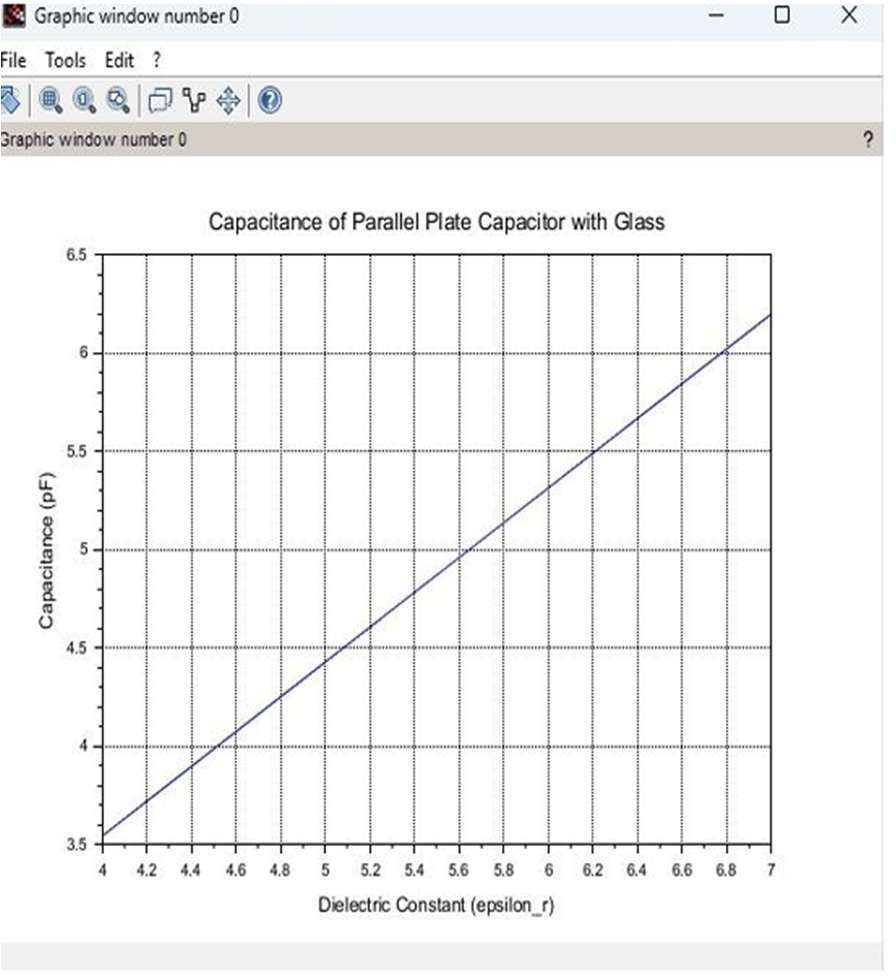 Graphic window number 0
File Tools Edit ?
Graphic window number 0 ?
Capacitance of Parallel Plate Capacitor with Glass
6.5
6
5.5
5
4.5
4
3.5
Capacitance (pF)
4 4.2 4.4 4.6 4.8 5 5.2 5.4 5.6 5.8 6 6.2 6.4 6.6 6.8 7
Dielectric Constant (epsilon_r)